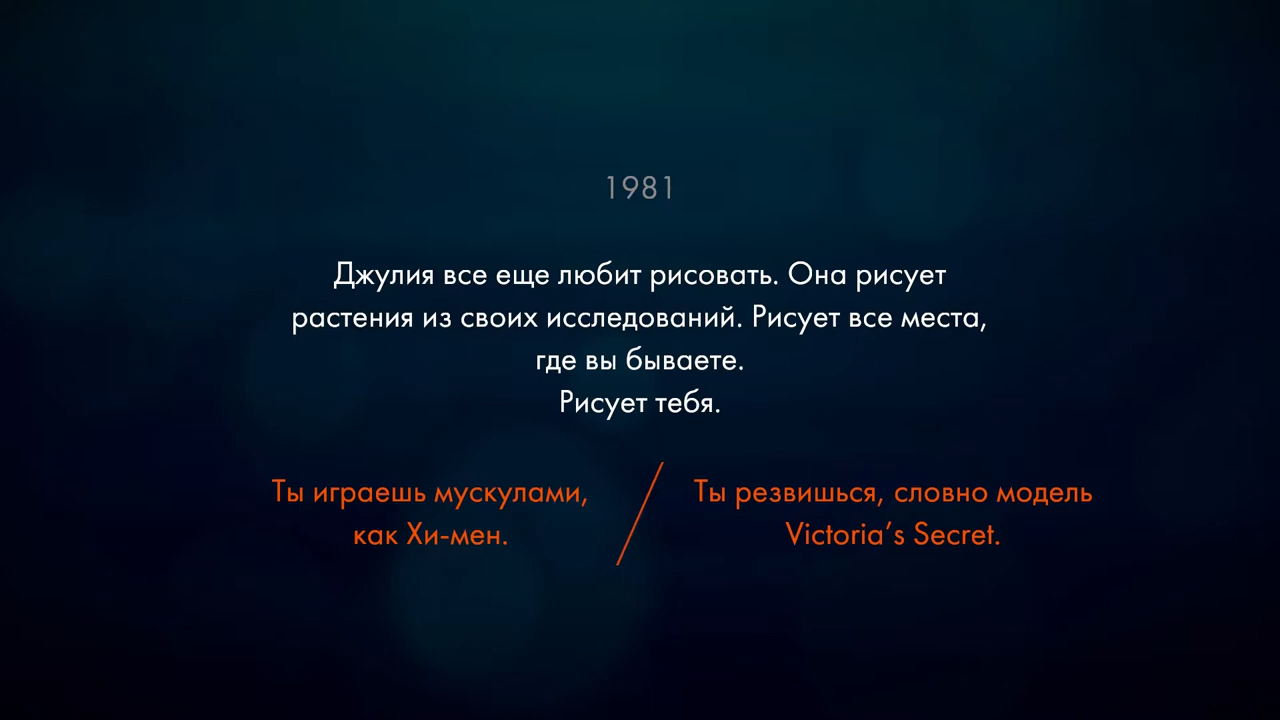 1981
Джулия все еще любит рисовать. Она рисует
растения из своих исследований. Рисует все места,
где вы бываете.
Рисует тебя.
Ты играешь мускулами,
как Хи-мен.
Ты резвишься, словно модель
Victoria’s Secret.